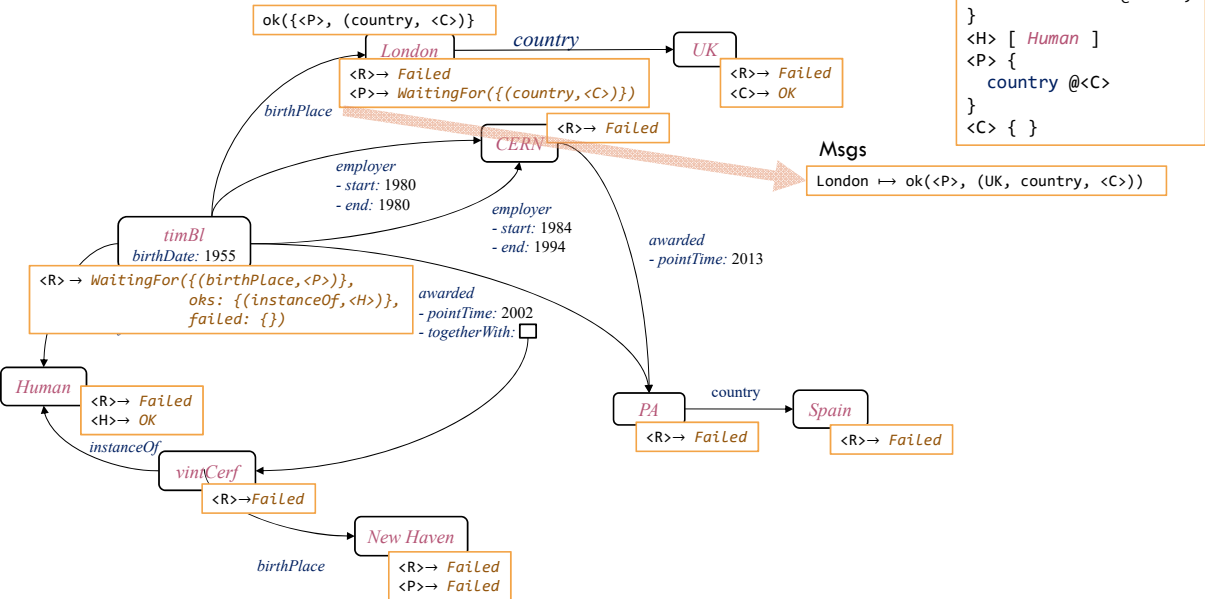 ok({<P>, (country, <C>)}
London
country
UK
<R>→ Failed
<P>→ WaitingFor({(country,<C>)})
<R>→ Failed
<C>→ OK
}
<H> [ Human ]
<P> {
country @<C>
}
<C> { }
birthPlace
<R>→ Failed
CERN
Msgs
London ↦ ok(<P>, (UK, country, <C>))
employer
- start: 1980
- end: 1980
employer
- start: 1984
- end: 1994
timBl
birthDate: 1955
awarded
- pointTime: 2013
<R> → WaitingFor({(birthPlace,<P>)},
oks: {(instanceOf,<H>)},
failed: {})
awarded
- pointTime: 2002
- togetherWith:
Human
<R>→ Failed
<H>→ OK
PA
country
Spain
<R>→ Failed
<R>→ Failed
instanceOf
vintCerf
<R>→Failed
New Haven
birthPlace
<R>→ Failed
<P>→ Failed